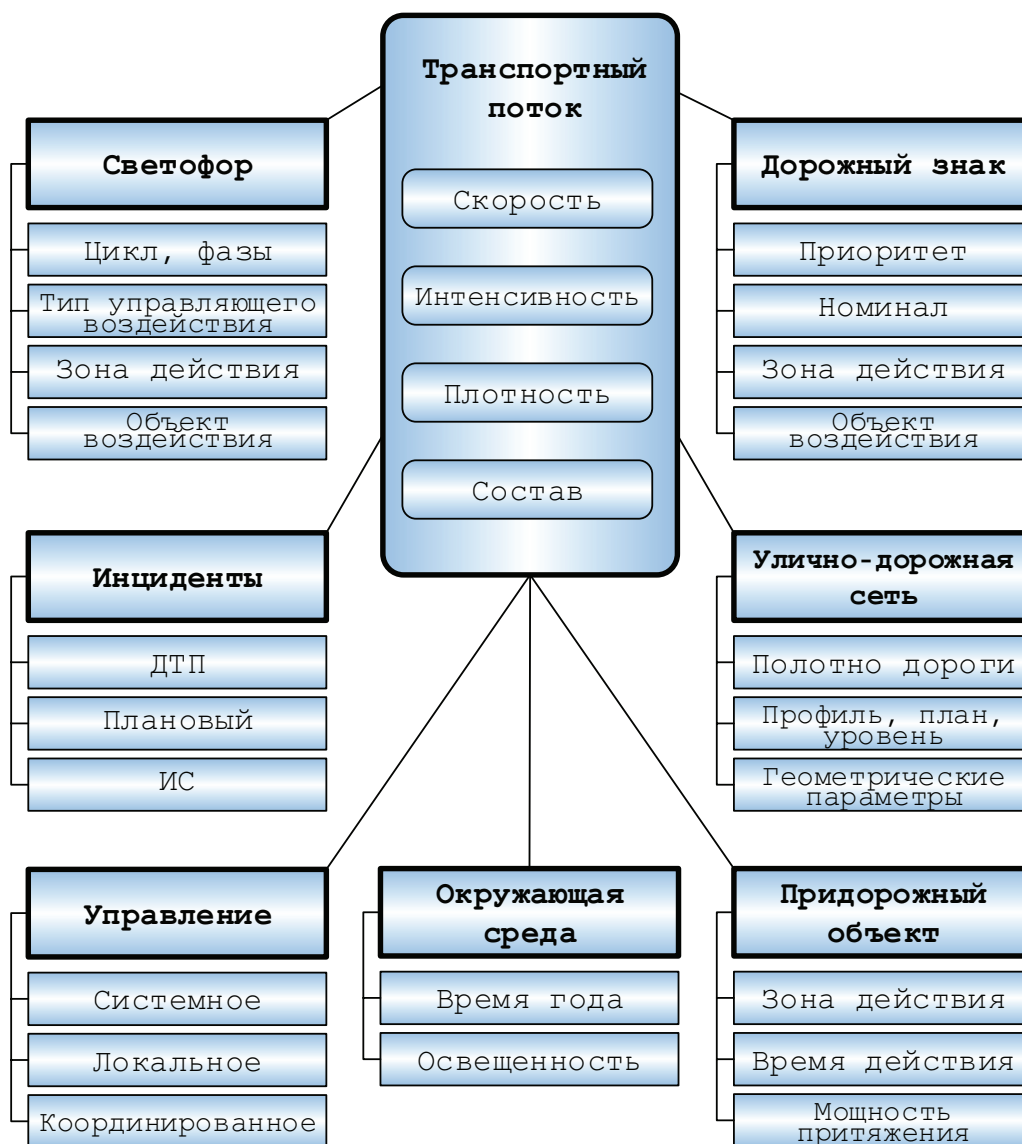 Транспортный
поток
Скорость
Интенсивность
Плотность
Состав
Светофор
Цикл, фазы
Тип управляющего
воздействия
Зона действия
Объект
воздействия
Дорожный знак
Приоритет
Номинал
Зона действия
Объект
воздействия
Инциденты
ДТП
Плановый
ИС
Улично-дорожная
сеть
Полотно дороги
Профиль, план,
уровень
Геометрические
параметры
Управление
Системное
Локальное
Координированное
Окружающая
среда
Время года
Освещенность
Придорожный
объект
Зона действия
Время действия
Мощность
притяжения